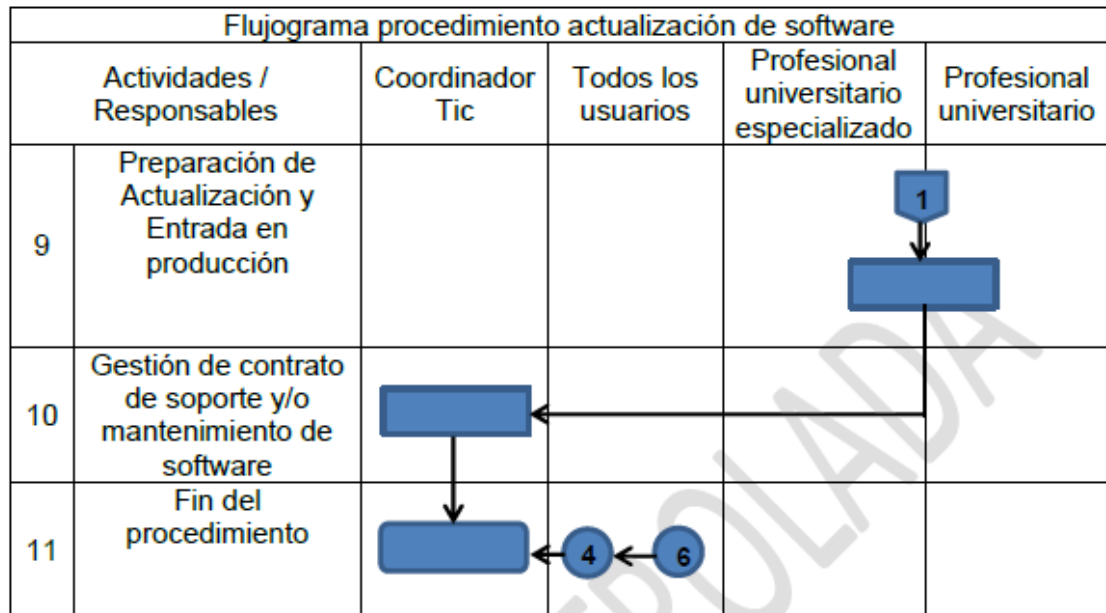 Flujograma procedimiento actualización de software
Actividades /
Responsables
Coordinador
Tic
Todos los
usuarios
Profesional
universitario
especializado
Profesional
universitario
9
Preparación de
Actualización y
Entrada en
producción
1
10
Gestión de contrato
de soporte y/o
mantenimiento de
software
11
Fin del
procedimiento
4
6